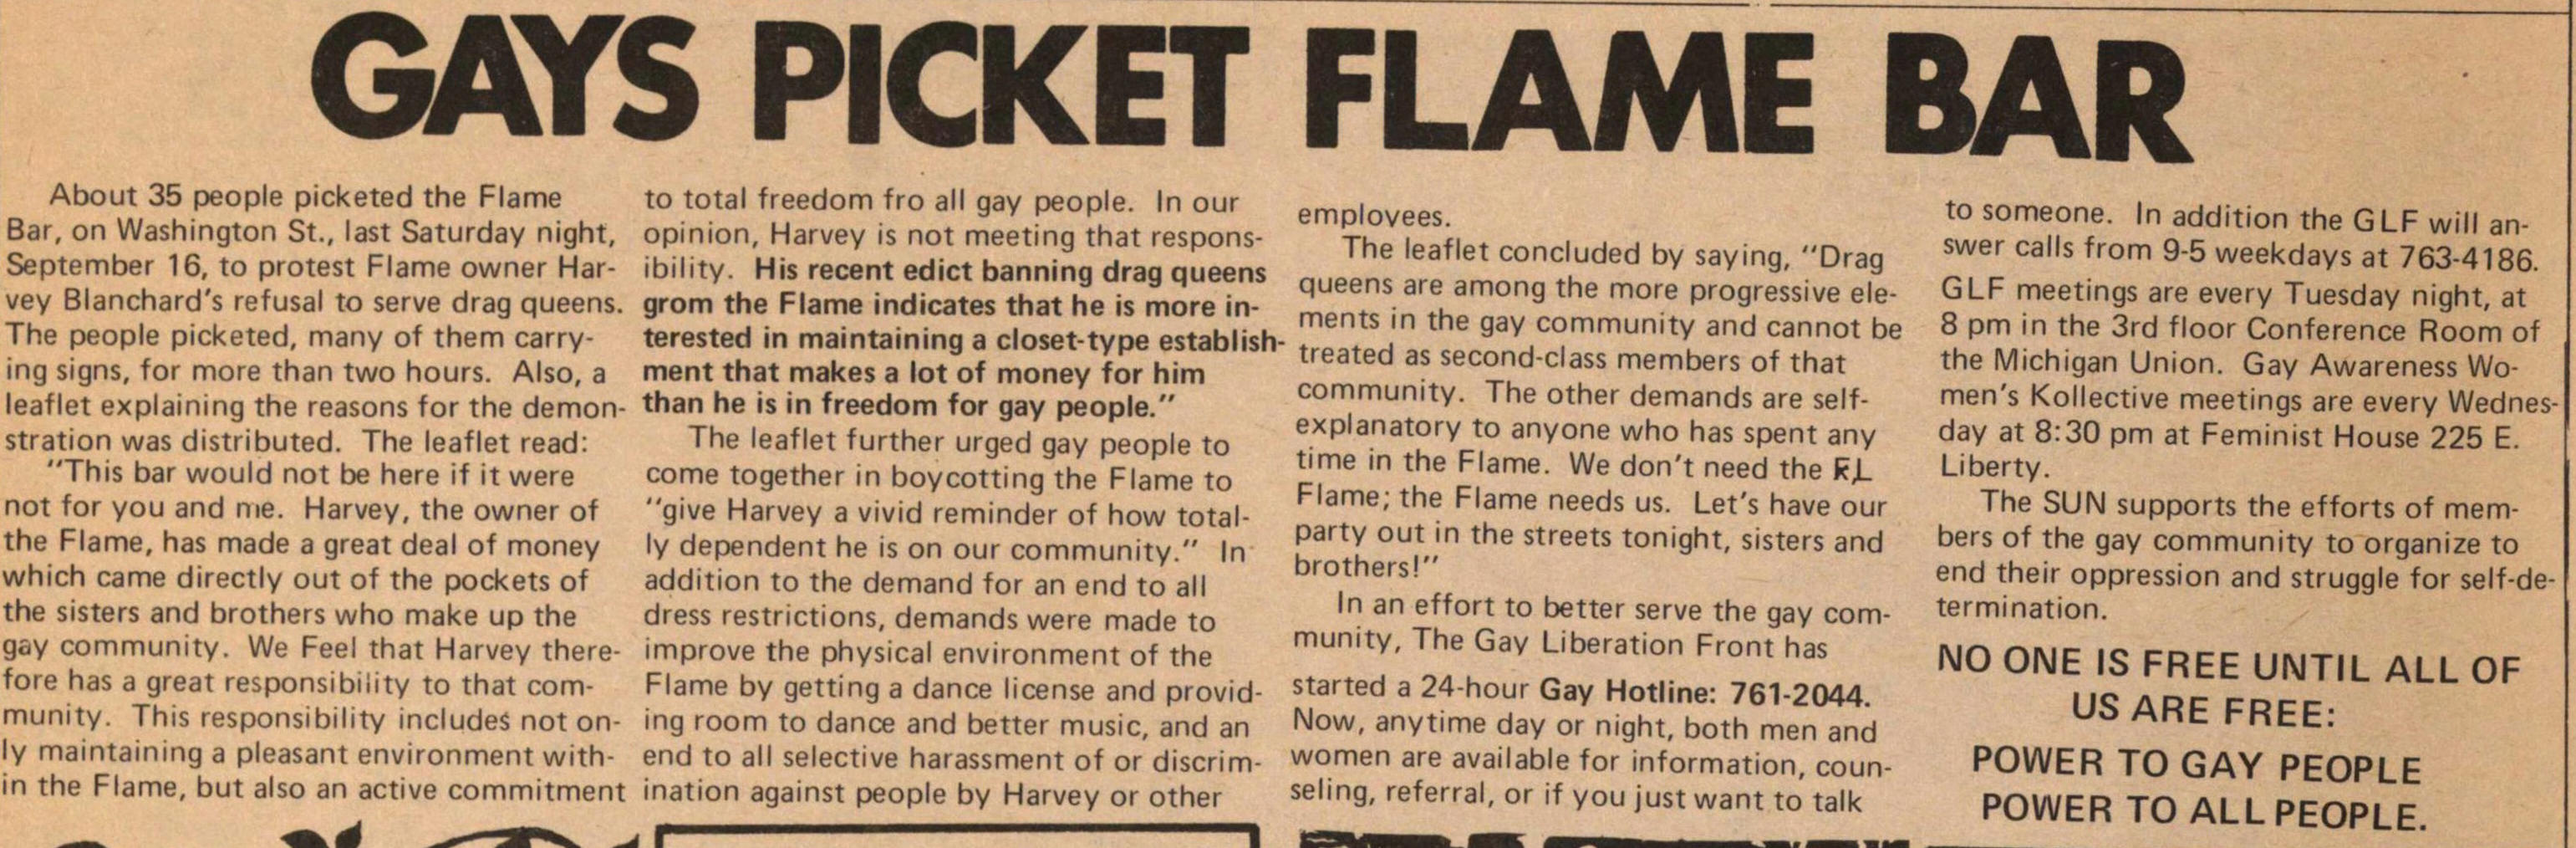 GAYS PICKET FLAME BAR
About 35 people picketed the Flame
Bar, on Washington St., last Saturday night,
September 16, to protest Flame owner Har-
vey Blanchard's refusal to serve drag queens.
The people picketed, many of them carry-
ing signs, for more than two hours. Also, a
leaflet explaining the reasons for the demon-
stration was distributed. The leaflet read:
"This bar would not be here if it were
not for you and me. Harvey, the owner of
the Flame, has made a great deal of money
which came directly out of the pockets of
the sisters and brothers who make up the
gay community. We Feel that Harvey there-
fore has a great responsibility to that com-
munity. This responsibility includes not on-
ly maintaining a pleasant environment with-
in the Flame, but also an active commitment
to total freedom fro all gay people. In our
opinion, Harvey is not meeting that respons-
ibility. His recent edict banning drag queens
grom the Flame indicates that he is more in-
terested in maintaining a closet-type establish-
ment that makes a lot of money for him
than he is in freedom for gay people."
The leaflet further urged gay people to
come together in boycotting the Flame to
"give Harvey a vivid reminder of how total-
ly dependent he is on our community." In
addition to the demand for an end to all
dress restrictions, demands were made to
improve the physical environment of the
Flame by getting a dance license and provid-
ing room to dance and better music, and an
end to all selective harassment of or discrim-
ination against people by Harvey or other
employees.
The leaflet concluded by saying, "Drag
queens are among the more progressive ele-
ments in the gay community and cannot be
treated as second-class members of that
community. The other demands are self-
explanatory to anyone who has spent any
time in the Flame. We don't need the FL
Flame; the Flame needs us. Let's have our
party out in the streets tonight, sisters and
brothers!"
In an effort to better serve the gay com-
munity, The Gay Liberation Front has
started a 24-hour Gay Hotline: 761-2044.
Now, anytime day or night, both men and
women are available for information, coun-
seling, referral, or if you just want to talk
to someone. In addition the GLF will an-
swer calls from 9-5 weekdays at 763-4186.
GLF meetings are every Tuesday night, at
8 pm in the 3rd floor Conference Room of
the Michigan Union. Gay Awareness Wo-
men's Kollective meetings are every Wednes-
day at 8:30 pm at Feminist House 225 E.
Liberty.
The SUN supports the efforts of mem-
bers of the gay community to organize to
end their oppression and struggle for self-de-
termination.
NO ONE IS FREE UNTIL ALL OF
US ARE FREE:
POWER TO GAY PEOPLE
POWER TO ALL PEOPLE.